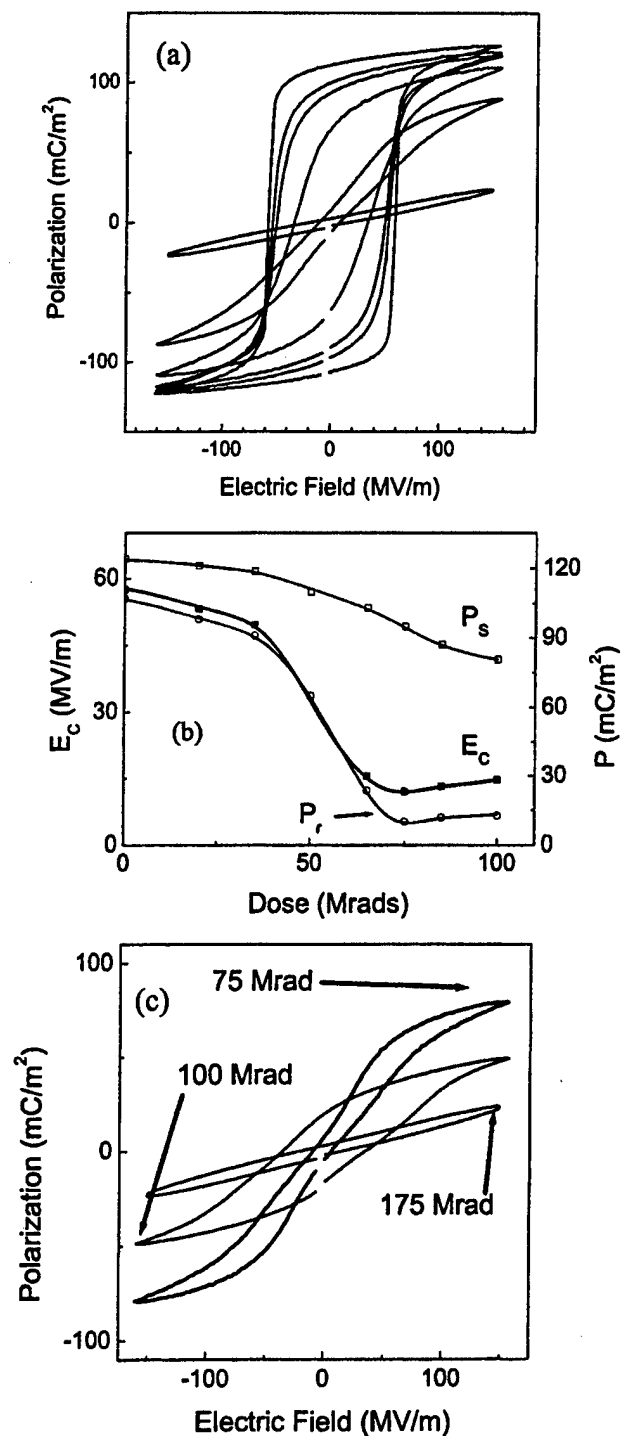 (a)
Polarization (mC/m²)
100
0
-100
-100
0
100
Electric Field (MV/m)
E_c (MV/m)
60
30
0
(b)
P_s
E_c
P_r
120
90
60
30
0
P (mC/m²)
0
50
100
Dose (Mrads)
(c)
Polarization (mC/m²)
100
0
-100
75 Mrad
100 Mrad
175 Mrad
-100
0
100
Electric Field (MV/m)